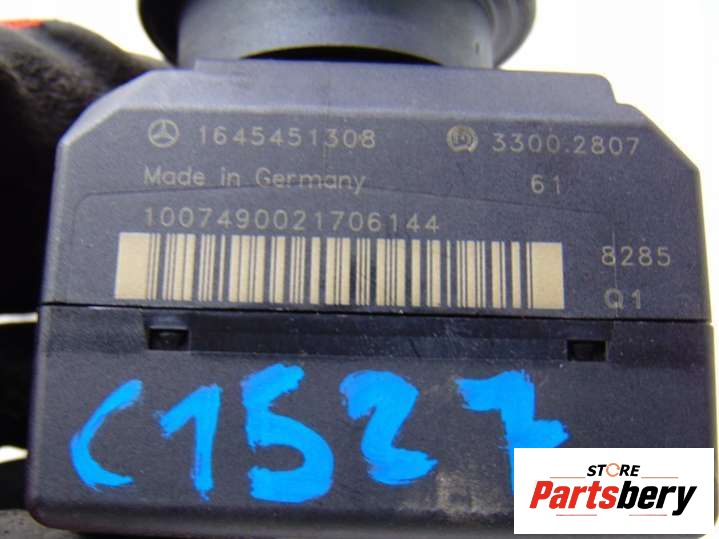 1645451308 3300.2807
Made in Germany 61
1007490021706144
8285
Q1
C1527
STORE
Partsbery